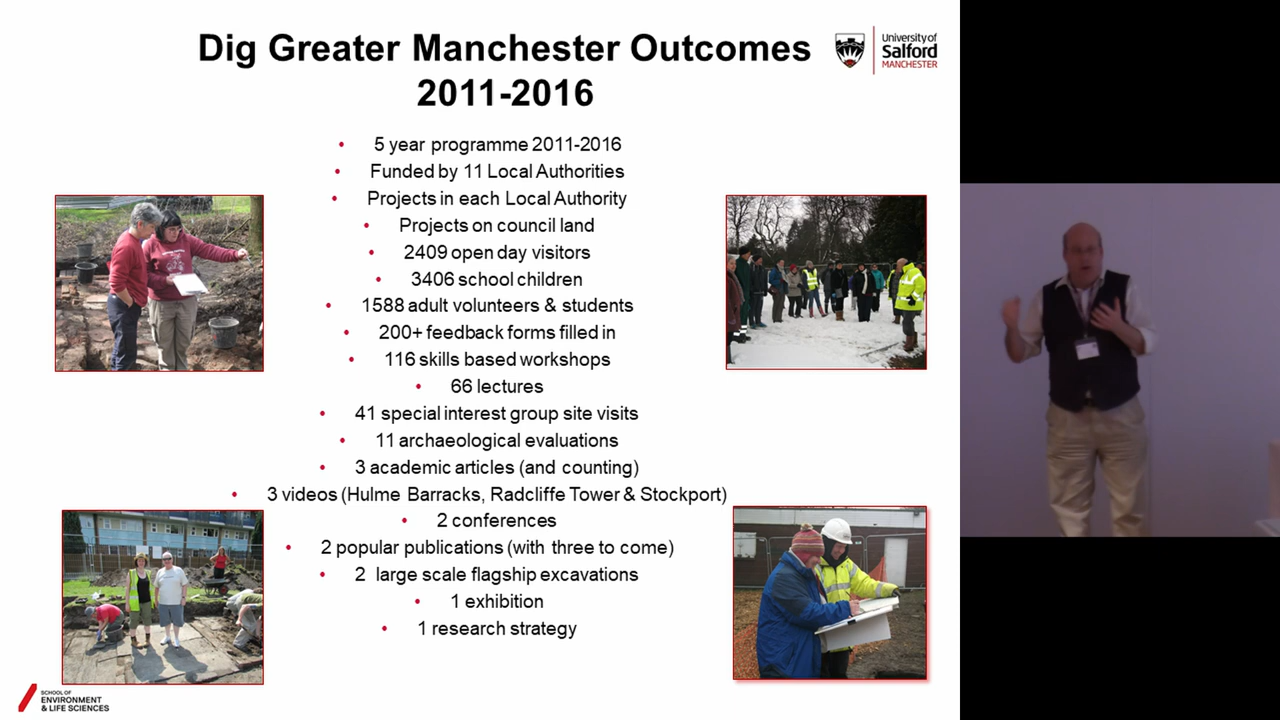 Dig Greater Manchester Outcomes
2011-2016
University of
Salford
MANCHESTER
• 5 year programme 2011-2016
• Funded by 11 Local Authorities
• Projects in each Local Authority
• Projects on council land
• 2409 open day visitors
• 3406 school children
• 1588 adult volunteers & students
• 200+ feedback forms filled in
• 116 skills based workshops
• 66 lectures
• 41 special interest group site visits
• 11 archaeological evaluations
• 3 academic articles (and counting)
• 3 videos (Hulme Barracks, Radcliffe Tower & Stockport)
• 2 conferences
• 2 popular publications (with three to come)
• 2 large scale flagship excavations
• 1 exhibition
• 1 research strategy
SCHOOL OF
ENVIRONMENT
& LIFE SCIENCES